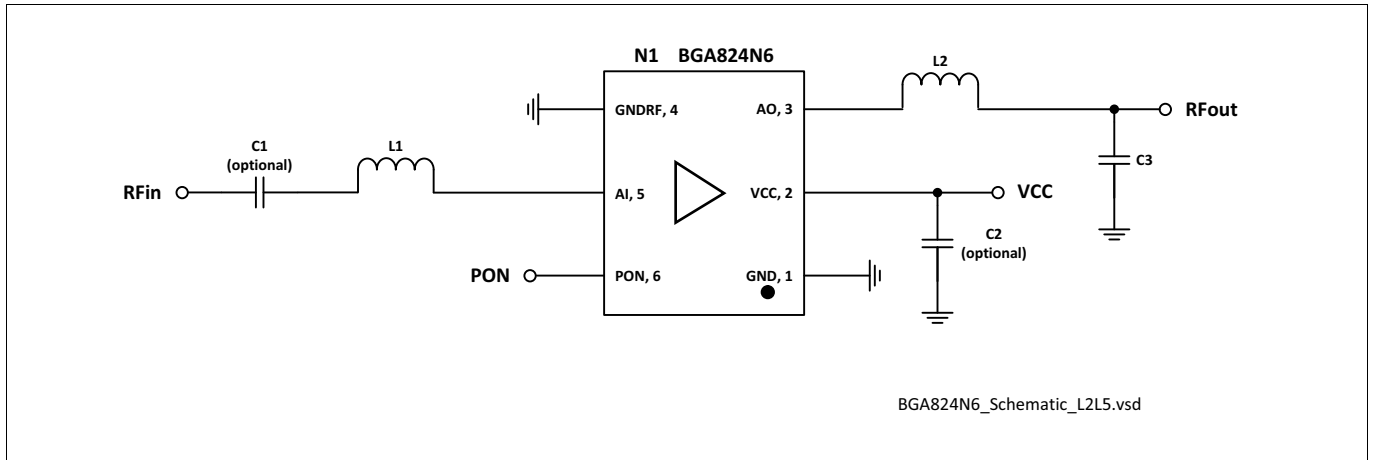 N1 BGA824N6
L2
GNDRF, 4
AO, 3
RFout
C1
(optional)
L1
C3
RFin
AI, 5
VCC, 2
VCC
C2
(optional)
PON
PON, 6
GND, 1
BGA824N6_Schematic_L2L5.vsd